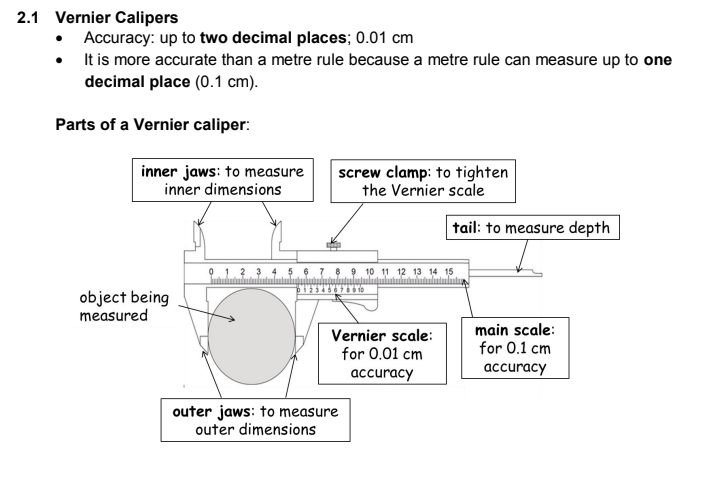 2.1 Vernier Calipers
• Accuracy: up to two decimal places; 0.01 cm
• It is more accurate than a metre rule because a metre rule can measure up to one
decimal place (0.1 cm).
Parts of a Vernier caliper:
inner jaws: to measure
inner dimensions
screw clamp: to tighten
the Vernier scale
tail: to measure depth
0 1 2 3 4 5 6 7 8 9 10 11 12 13 14 15
0 1 2 3 4 5 6 7 8 9 10
object being
measured
Vernier scale:
for 0.01 cm
accuracy
main scale:
for 0.1 cm
accuracy
outer jaws: to measure
outer dimensions